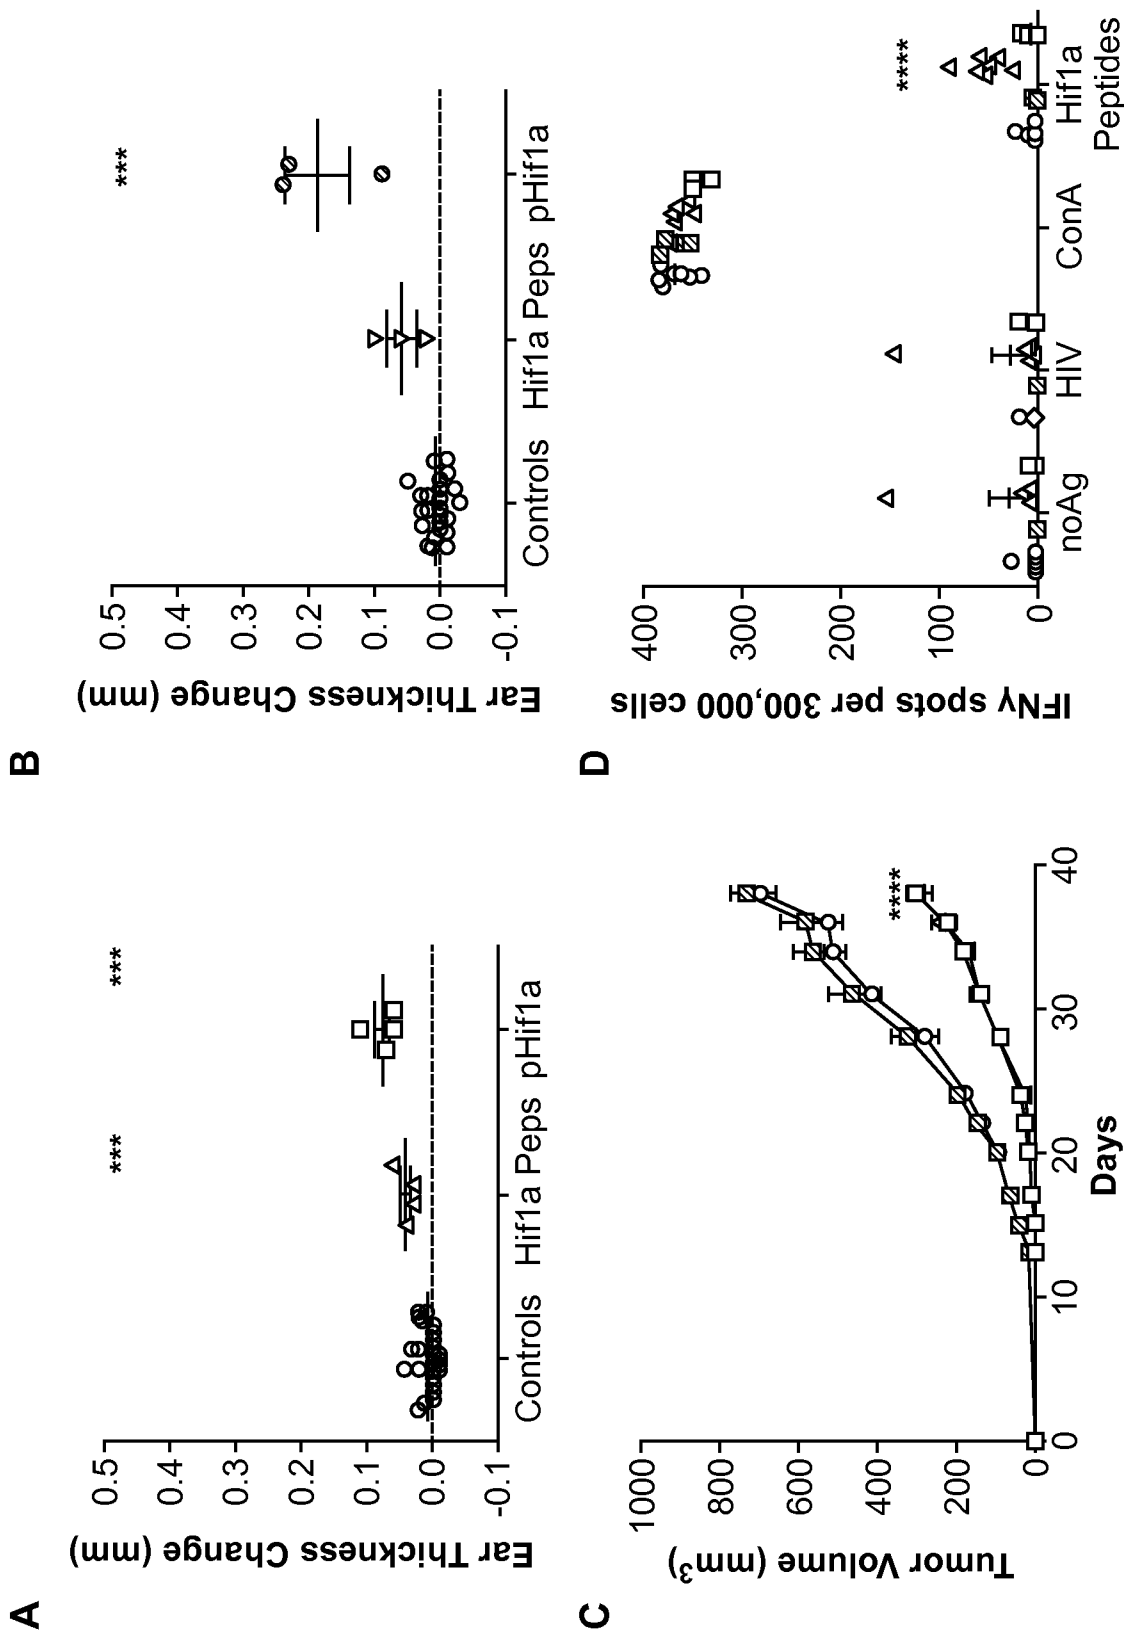 A
Ear Thickness Change (mm)
0.5
0.4
0.3
0.2
0.1
0.0
-0.1
***
***
Controls
Hif1a Peps
pHif1a
B
Ear Thickness Change (mm)
0.5
0.4
0.3
0.2
0.1
0.0
-0.1
***
Controls
Hif1a Peps
pHif1a
C
Tumor Volume (mm³)
1000
800
600
400
200
0
****
0
10
20
30
40
Days
D
IFNγ spots per 300,000 cells
400
300
200
100
0
****
noAg
HIV
ConA
Hif1a
Peptides